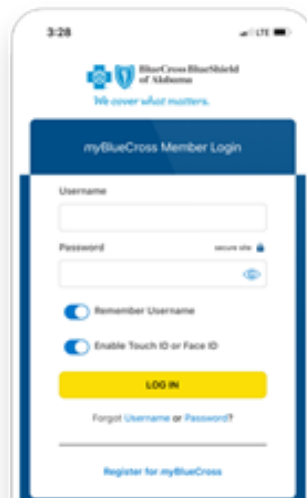 3:28
LTE
BlueCross BlueShield
of Alabama
We cover what matters.
myBlueCross Member Login
Username
Password secure site
Remember Username
Enable Touch ID or Face ID
LOG IN
Forgot Username or Password?
Register for myBlueCross